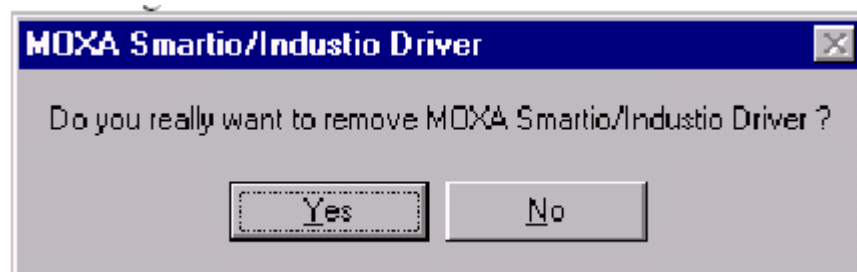 MOXA Smartio/Industio Driver
Do you really want to remove MOXA Smartio/Industio Driver ?
Yes
No